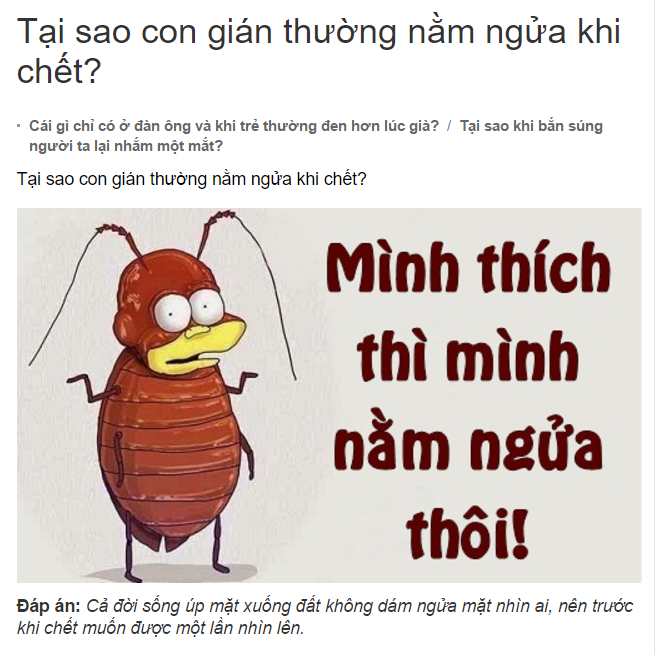 Tại sao con gián thường nằm ngửa khi
chết?
Cái gì chỉ có ở đàn ông và khi trẻ thường đen hơn lúc già? / Tại sao khi bắn súng
người ta lại nhắm một mắt?
Tại sao con gián thường nằm ngửa khi chết?
Mình thích
thì mình
nằm ngửa
thôi!
Đáp án: Cả đời sống úp mặt xuống đất không dám ngửa mặt nhìn ai, nên trước
khi chết muốn được một lần nhìn lên.